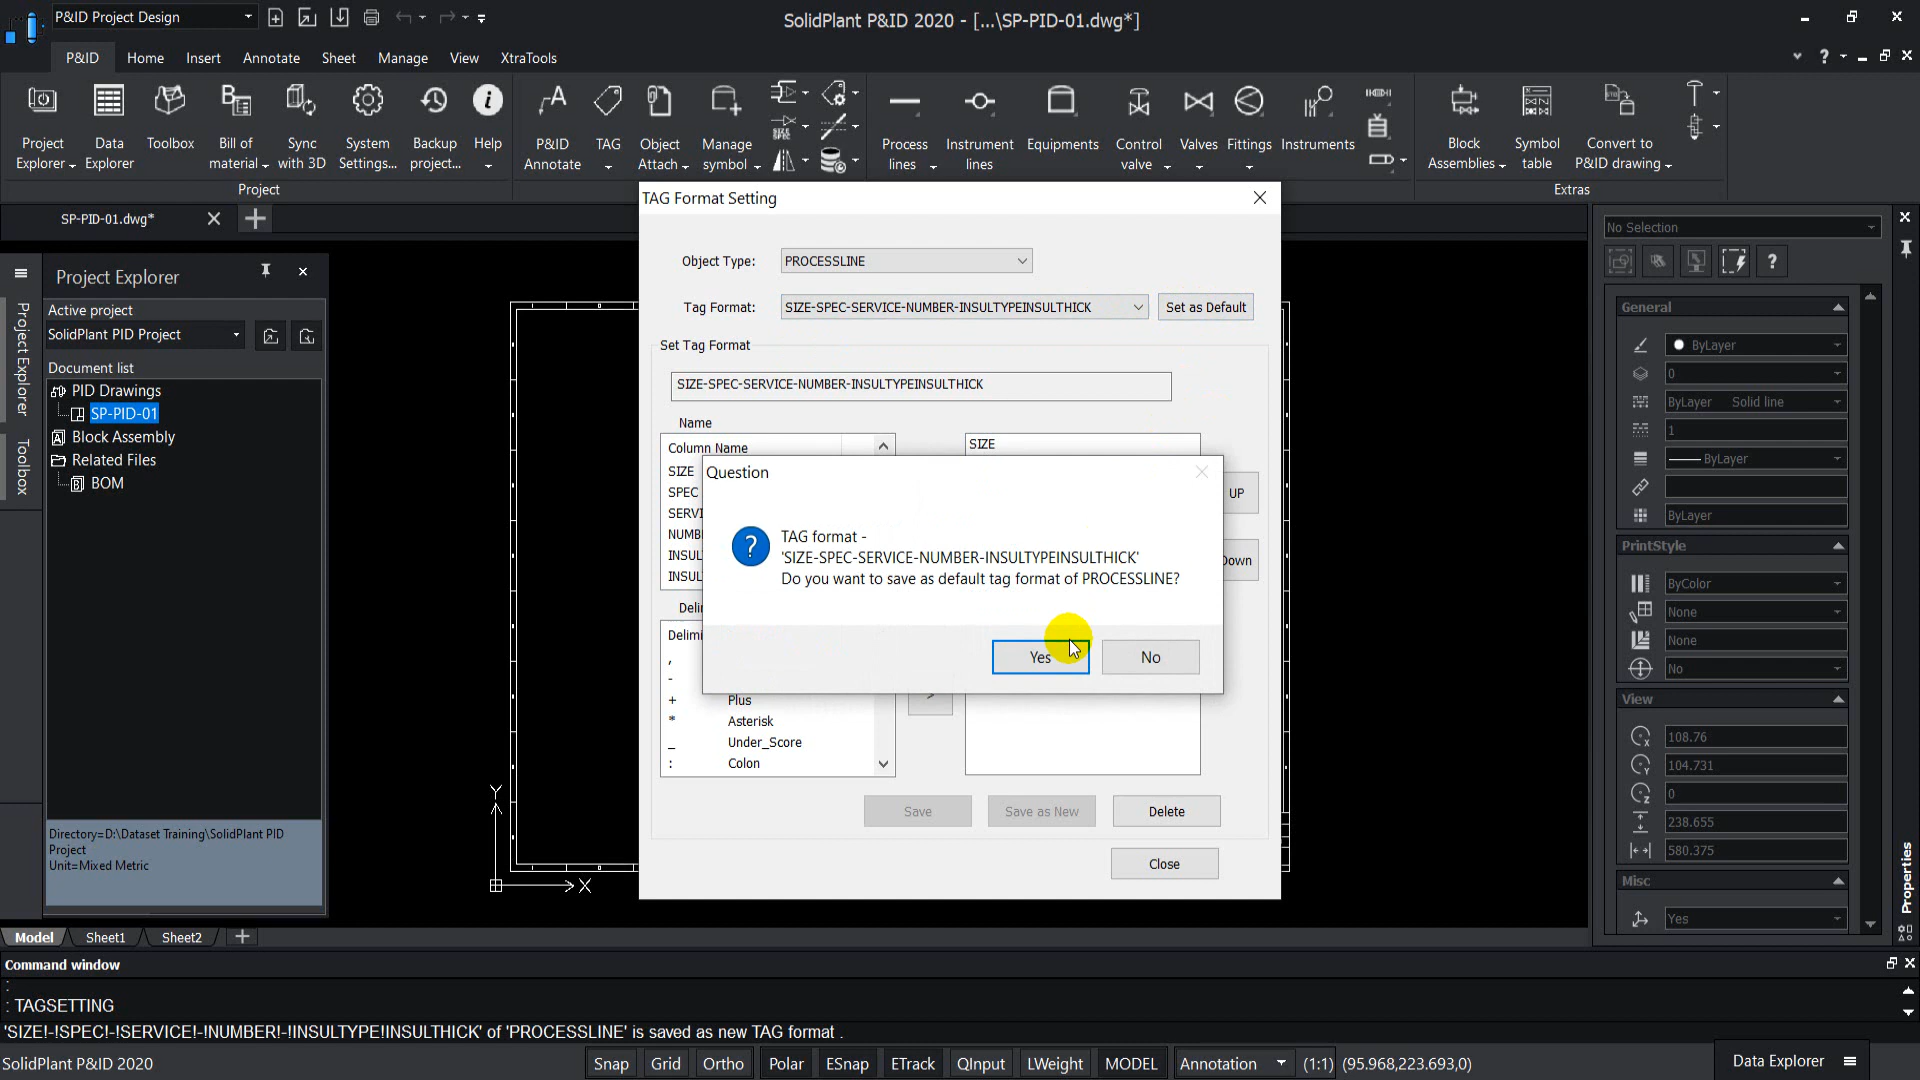 P&ID Project Design
SolidPlant P&ID 2020 - [...\SP-PID-01.dwg*]
P&ID Home Insert Annotate Sheet Manage View XtraTools
?
Project Explorer
Data Explorer
Toolbox
Bill of material
Sync with 3D
System Settings...
Backup project...
Help
P&ID Annotate
TAG
Object Attach
Manage symbol
Process lines
Instrument lines
Equipments
Control valve
Valves
Fittings
Instruments
Block Assemblies
Symbol table
Convert to P&ID drawing
Project
Extras
SP-PID-01.dwg*
Project Explorer
Toolbox
Project Explorer
Active project
SolidPlant PID Project
Document list
PID Drawings
SP-PID-01
Block Assembly
Related Files
BOM
Directory=D:\Dataset Training\SolidPlant PID
Project
Unit=Mixed Metric
Y
X
TAG Format Setting
Object Type: PROCESSLINE
Tag Format: SIZE-SPEC-SERVICE-NUMBER-INSULTYPEINSULTHICK Set as Default
Set Tag Format
SIZE-SPEC-SERVICE-NUMBER-INSULTYPEINSULTHICK
Name
Column Name
SIZE
SPEC
SERVI
NUMB
INSUL
INSUL
SIZE
UP
Down
Question
TAG format -
'SIZE-SPEC-SERVICE-NUMBER-INSULTYPEINSULTHICK'
Do you want to save as default tag format of PROCESSLINE?
Yes No
Delimi
,
-
+ Plus
* Asterisk
_ Under_Score
: Colon
>
Save Save as New Delete
Close
No Selection
?
General
ByLayer
0
ByLayer Solid line
1
ByLayer
ByLayer
PrintStyle
ByColor
None
None
No
View
108.76
104.731
0
238.655
580.375
Misc
Yes
Properties
Model Sheet1 Sheet2
Command window
:
: TAGSETTING
'SIZE!-!SPEC!-!SERVICE!-!NUMBER!-!INSULTYPE!INSULTHICK' of 'PROCESSLINE' is saved as new TAG format .
SolidPlant P&ID 2020
Snap Grid Ortho Polar ESnap ETrack QInput LWeight MODEL Annotation (1:1) (95.968,223.693,0)
Data Explorer